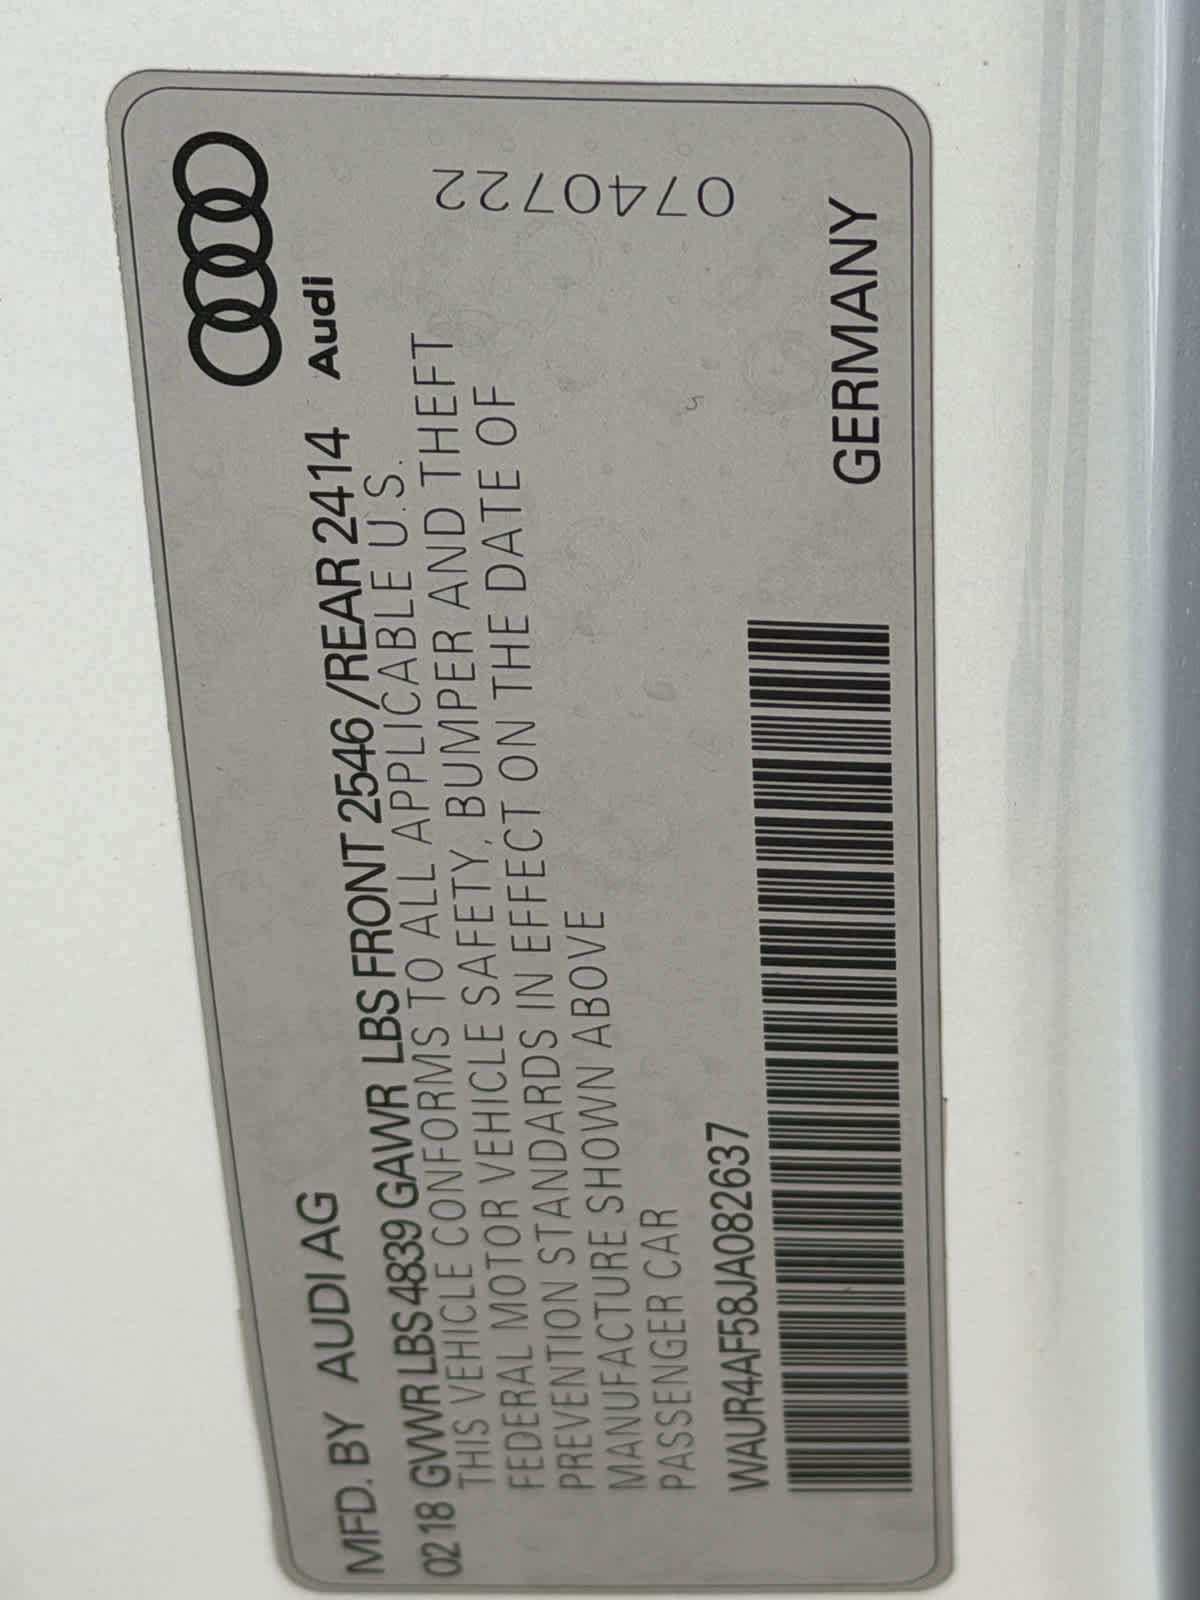 MFD. BY AUDI AG
Audi
02 18 GVWR LBS 4839 GAWR LBS FRONT 2546/REAR 2414
THIS VEHICLE CONFORMS TO ALL APPLICABLE U.S.
FEDERAL MOTOR VEHICLE SAFETY, BUMPER AND THEFT
PREVENTION STANDARDS IN EFFECT ON THE DATE OF
MANUFACTURE SHOWN ABOVE
PASSENGER CAR
0740722
WAUR4AF58JA082637
GERMANY